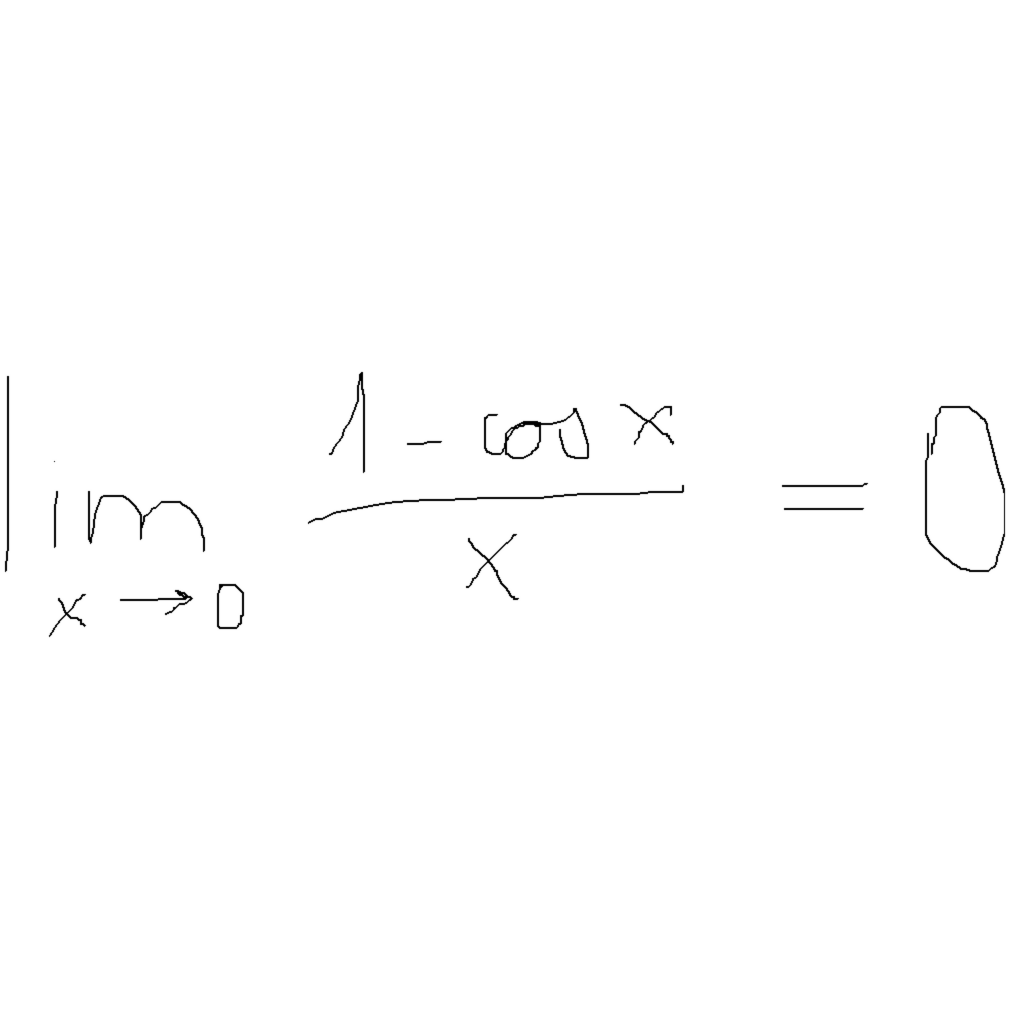 lim x→0 (1 - cos x) / x = 0